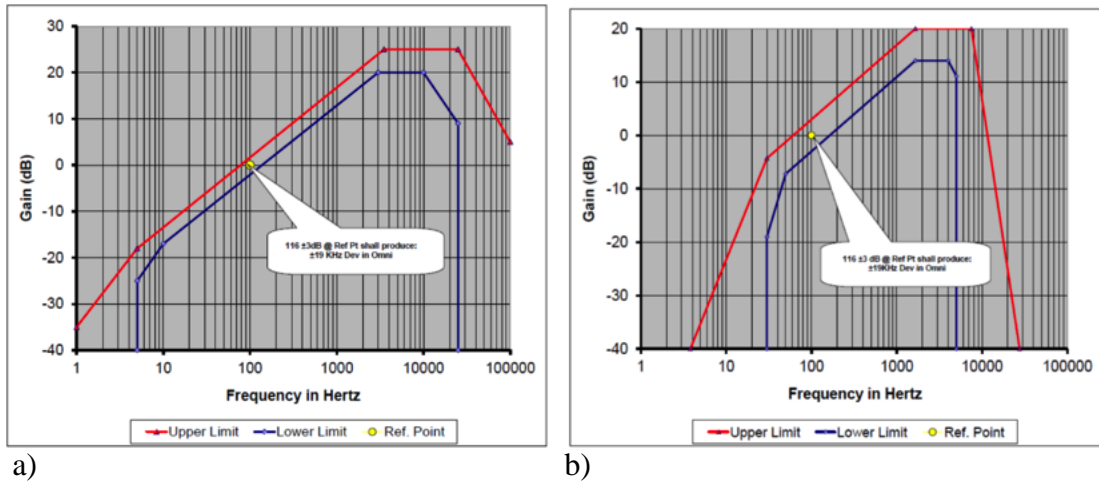 30
20
10
0
-10
-20
-30
-40
Gain (dB)
116 ±3dB @ Ref Pt shall produce:
±19 KHz Dev in Omni
1 10 100 1000 10000 100000
Frequency in Hertz
Upper Limit Lower Limit Ref. Point
a)
20
10
0
-10
-20
-30
-40
Gain (dB)
116 ±3 dB @ Ref Pt shall produce:
±19KHz Dev in Omni
1 10 100 1000 10000 100000
Frequency in Hertz
Upper Limit Lower Limit Ref. Point
b)